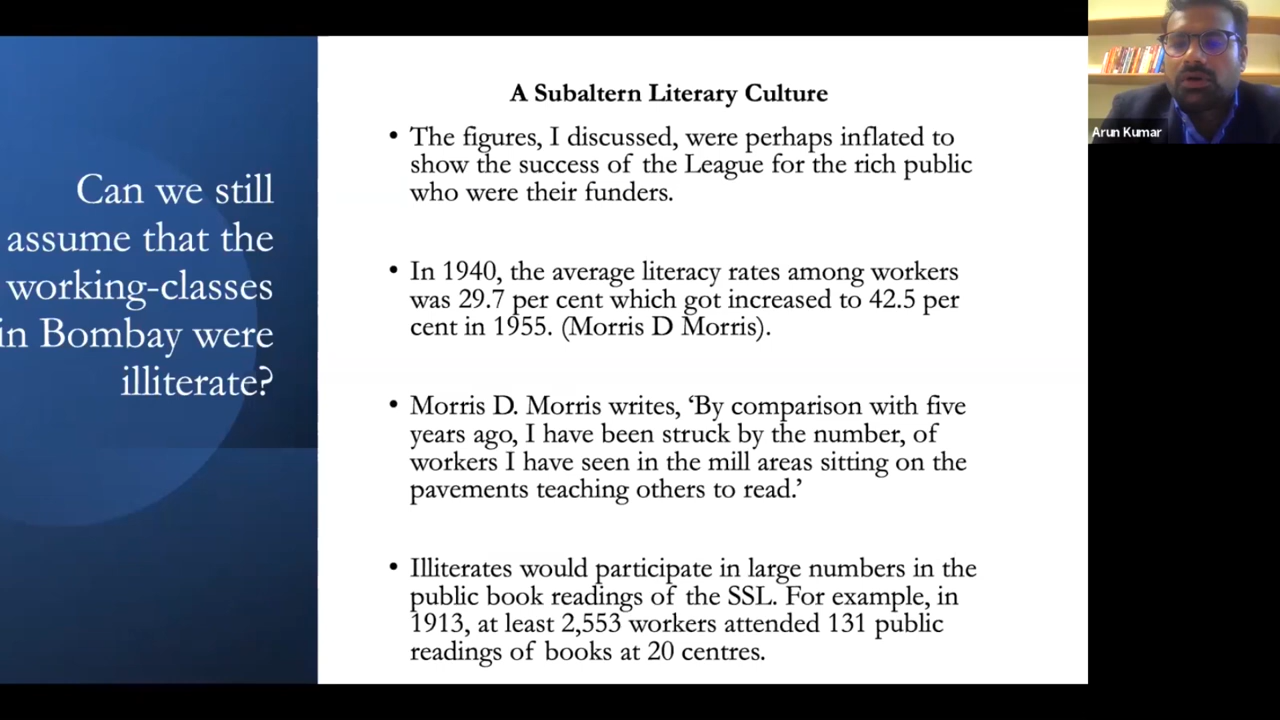 Can we still
assume that the
working-classes
in Bombay were
illiterate?
A Subaltern Literary Culture
• The figures, I discussed, were perhaps inflated to
show the success of the League for the rich public
who were their funders.
• In 1940, the average literacy rates among workers
was 29.7 per cent which got increased to 42.5 per
cent in 1955. (Morris D Morris).
• Morris D. Morris writes, ‘By comparison with five
years ago, I have been struck by the number, of
workers I have seen in the mill areas sitting on the
pavements teaching others to read.’
• Illiterates would participate in large numbers in the
public book readings of the SSL. For example, in
1913, at least 2,553 workers attended 131 public
readings of books at 20 centres.
Arun Kumar